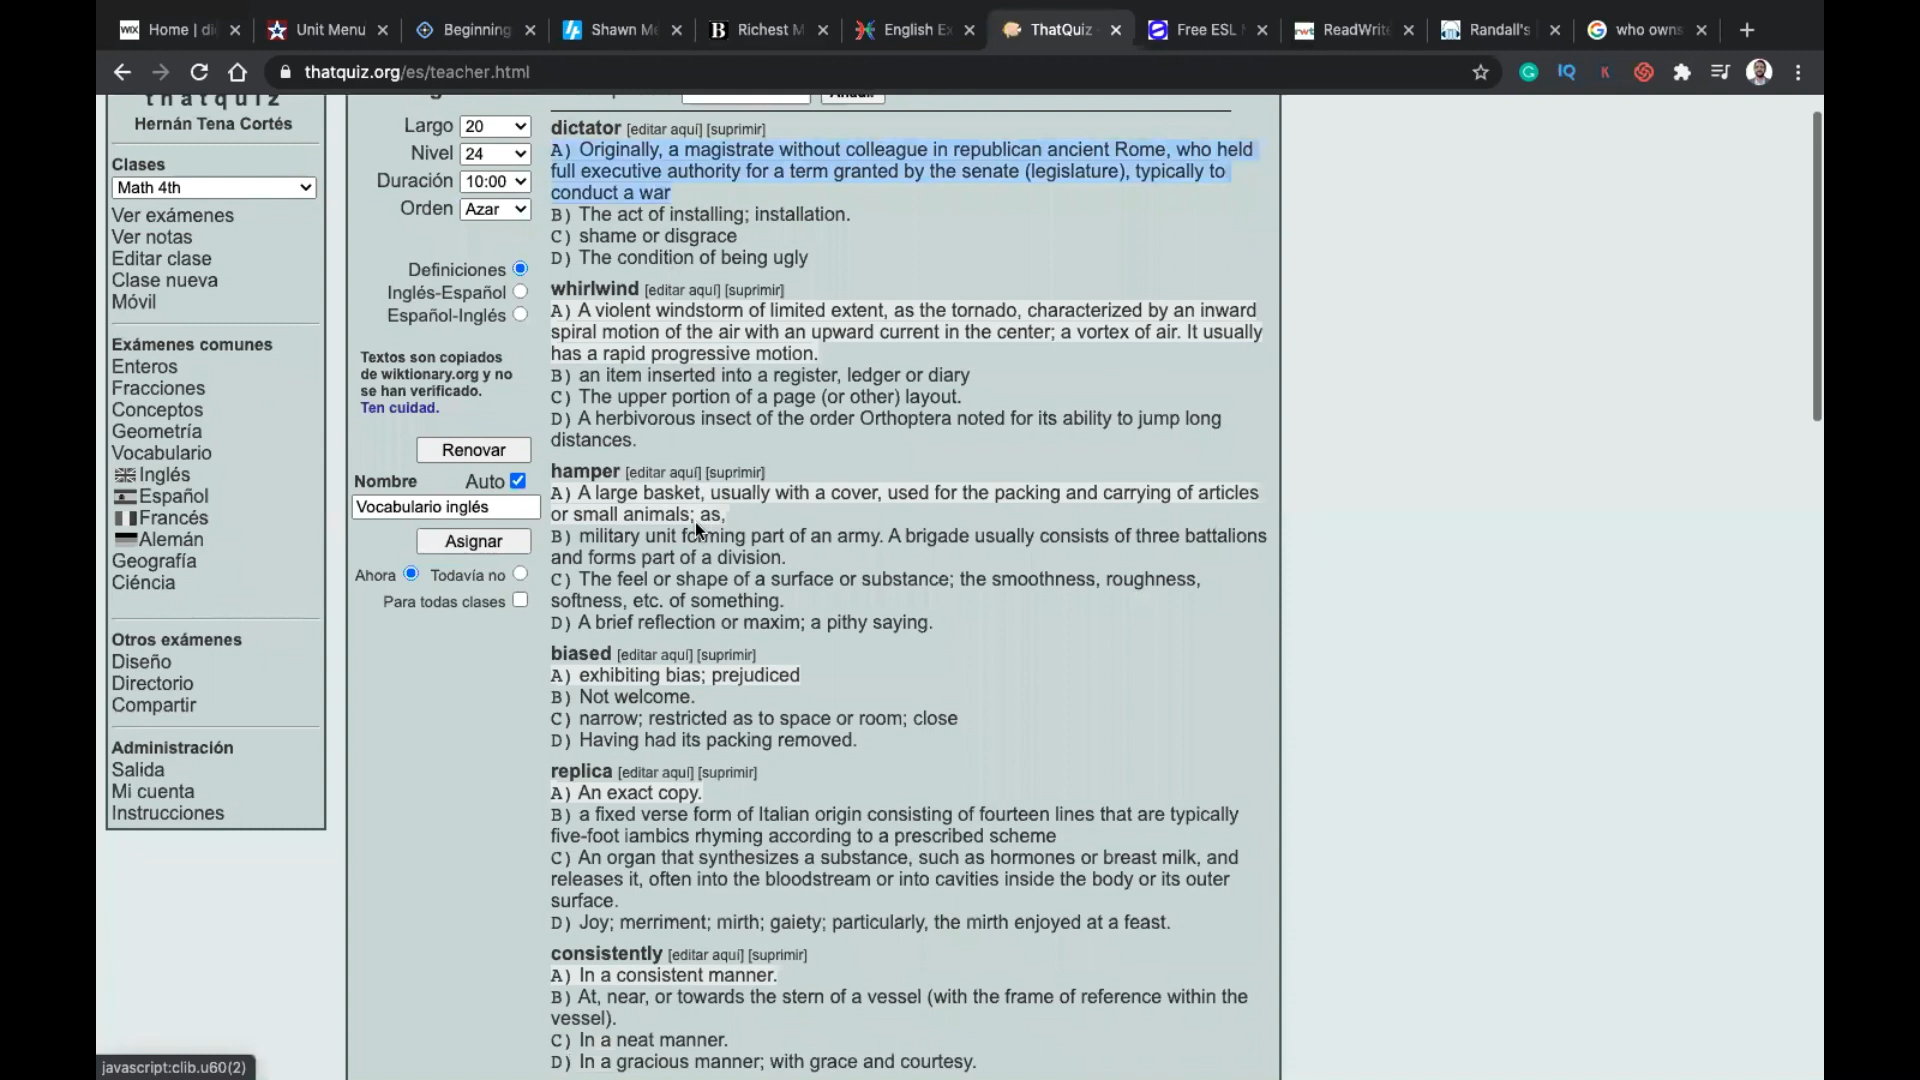 Home | di
Unit Menu
Beginning
Shawn Me
Richest M
English Ex
ThatQuiz
Free ESL
ReadWrite
Randall's
who owns
thatquiz.org/es/teacher.html
thatquiz
Hernán Tena Cortés
Clases
Math 4th
Ver exámenes
Ver notas
Editar clase
Clase nueva
Móvil
Exámenes comunes
Enteros
Fracciones
Conceptos
Geometría
Vocabulario
Inglés
Español
Francés
Alemán
Geografía
Ciéncia
Otros exámenes
Diseño
Directorio
Compartir
Administración
Salida
Mi cuenta
Instrucciones
Largo 20
Nivel 24
Duración 10:00
Orden Azar
Definiciones
Inglés-Español
Español-Inglés
Textos son copiados
de wiktionary.org y no
se han verificado.
Ten cuidad.
Renovar
Nombre Auto
Vocabulario inglés
Asignar
Ahora Todavía no
Para todas clases
Añadir
dictator [editar aquí] [suprimir]
A) Originally, a magistrate without colleague in republican ancient Rome, who held
full executive authority for a term granted by the senate (legislature), typically to
conduct a war
B) The act of installing; installation.
C) shame or disgrace
D) The condition of being ugly
whirlwind [editar aquí] [suprimir]
A) A violent windstorm of limited extent, as the tornado, characterized by an inward
spiral motion of the air with an upward current in the center; a vortex of air. It usually
has a rapid progressive motion.
B) an item inserted into a register, ledger or diary
C) The upper portion of a page (or other) layout.
D) A herbivorous insect of the order Orthoptera noted for its ability to jump long
distances.
hamper [editar aquí] [suprimir]
A) A large basket, usually with a cover, used for the packing and carrying of articles
or small animals; as,
B) military unit forming part of an army. A brigade usually consists of three battalions
and forms part of a division.
C) The feel or shape of a surface or substance; the smoothness, roughness,
softness, etc. of something.
D) A brief reflection or maxim; a pithy saying.
biased [editar aquí] [suprimir]
A) exhibiting bias; prejudiced
B) Not welcome.
C) narrow; restricted as to space or room; close
D) Having had its packing removed.
replica [editar aquí] [suprimir]
A) An exact copy.
B) a fixed verse form of Italian origin consisting of fourteen lines that are typically
five-foot iambics rhyming according to a prescribed scheme
C) An organ that synthesizes a substance, such as hormones or breast milk, and
releases it, often into the bloodstream or into cavities inside the body or its outer
surface.
D) Joy; merriment; mirth; gaiety; particularly, the mirth enjoyed at a feast.
consistently [editar aquí] [suprimir]
A) In a consistent manner.
B) At, near, or towards the stern of a vessel (with the frame of reference within the
vessel).
C) In a neat manner.
D) In a gracious manner; with grace and courtesy.
javascript:clib.u60(2)